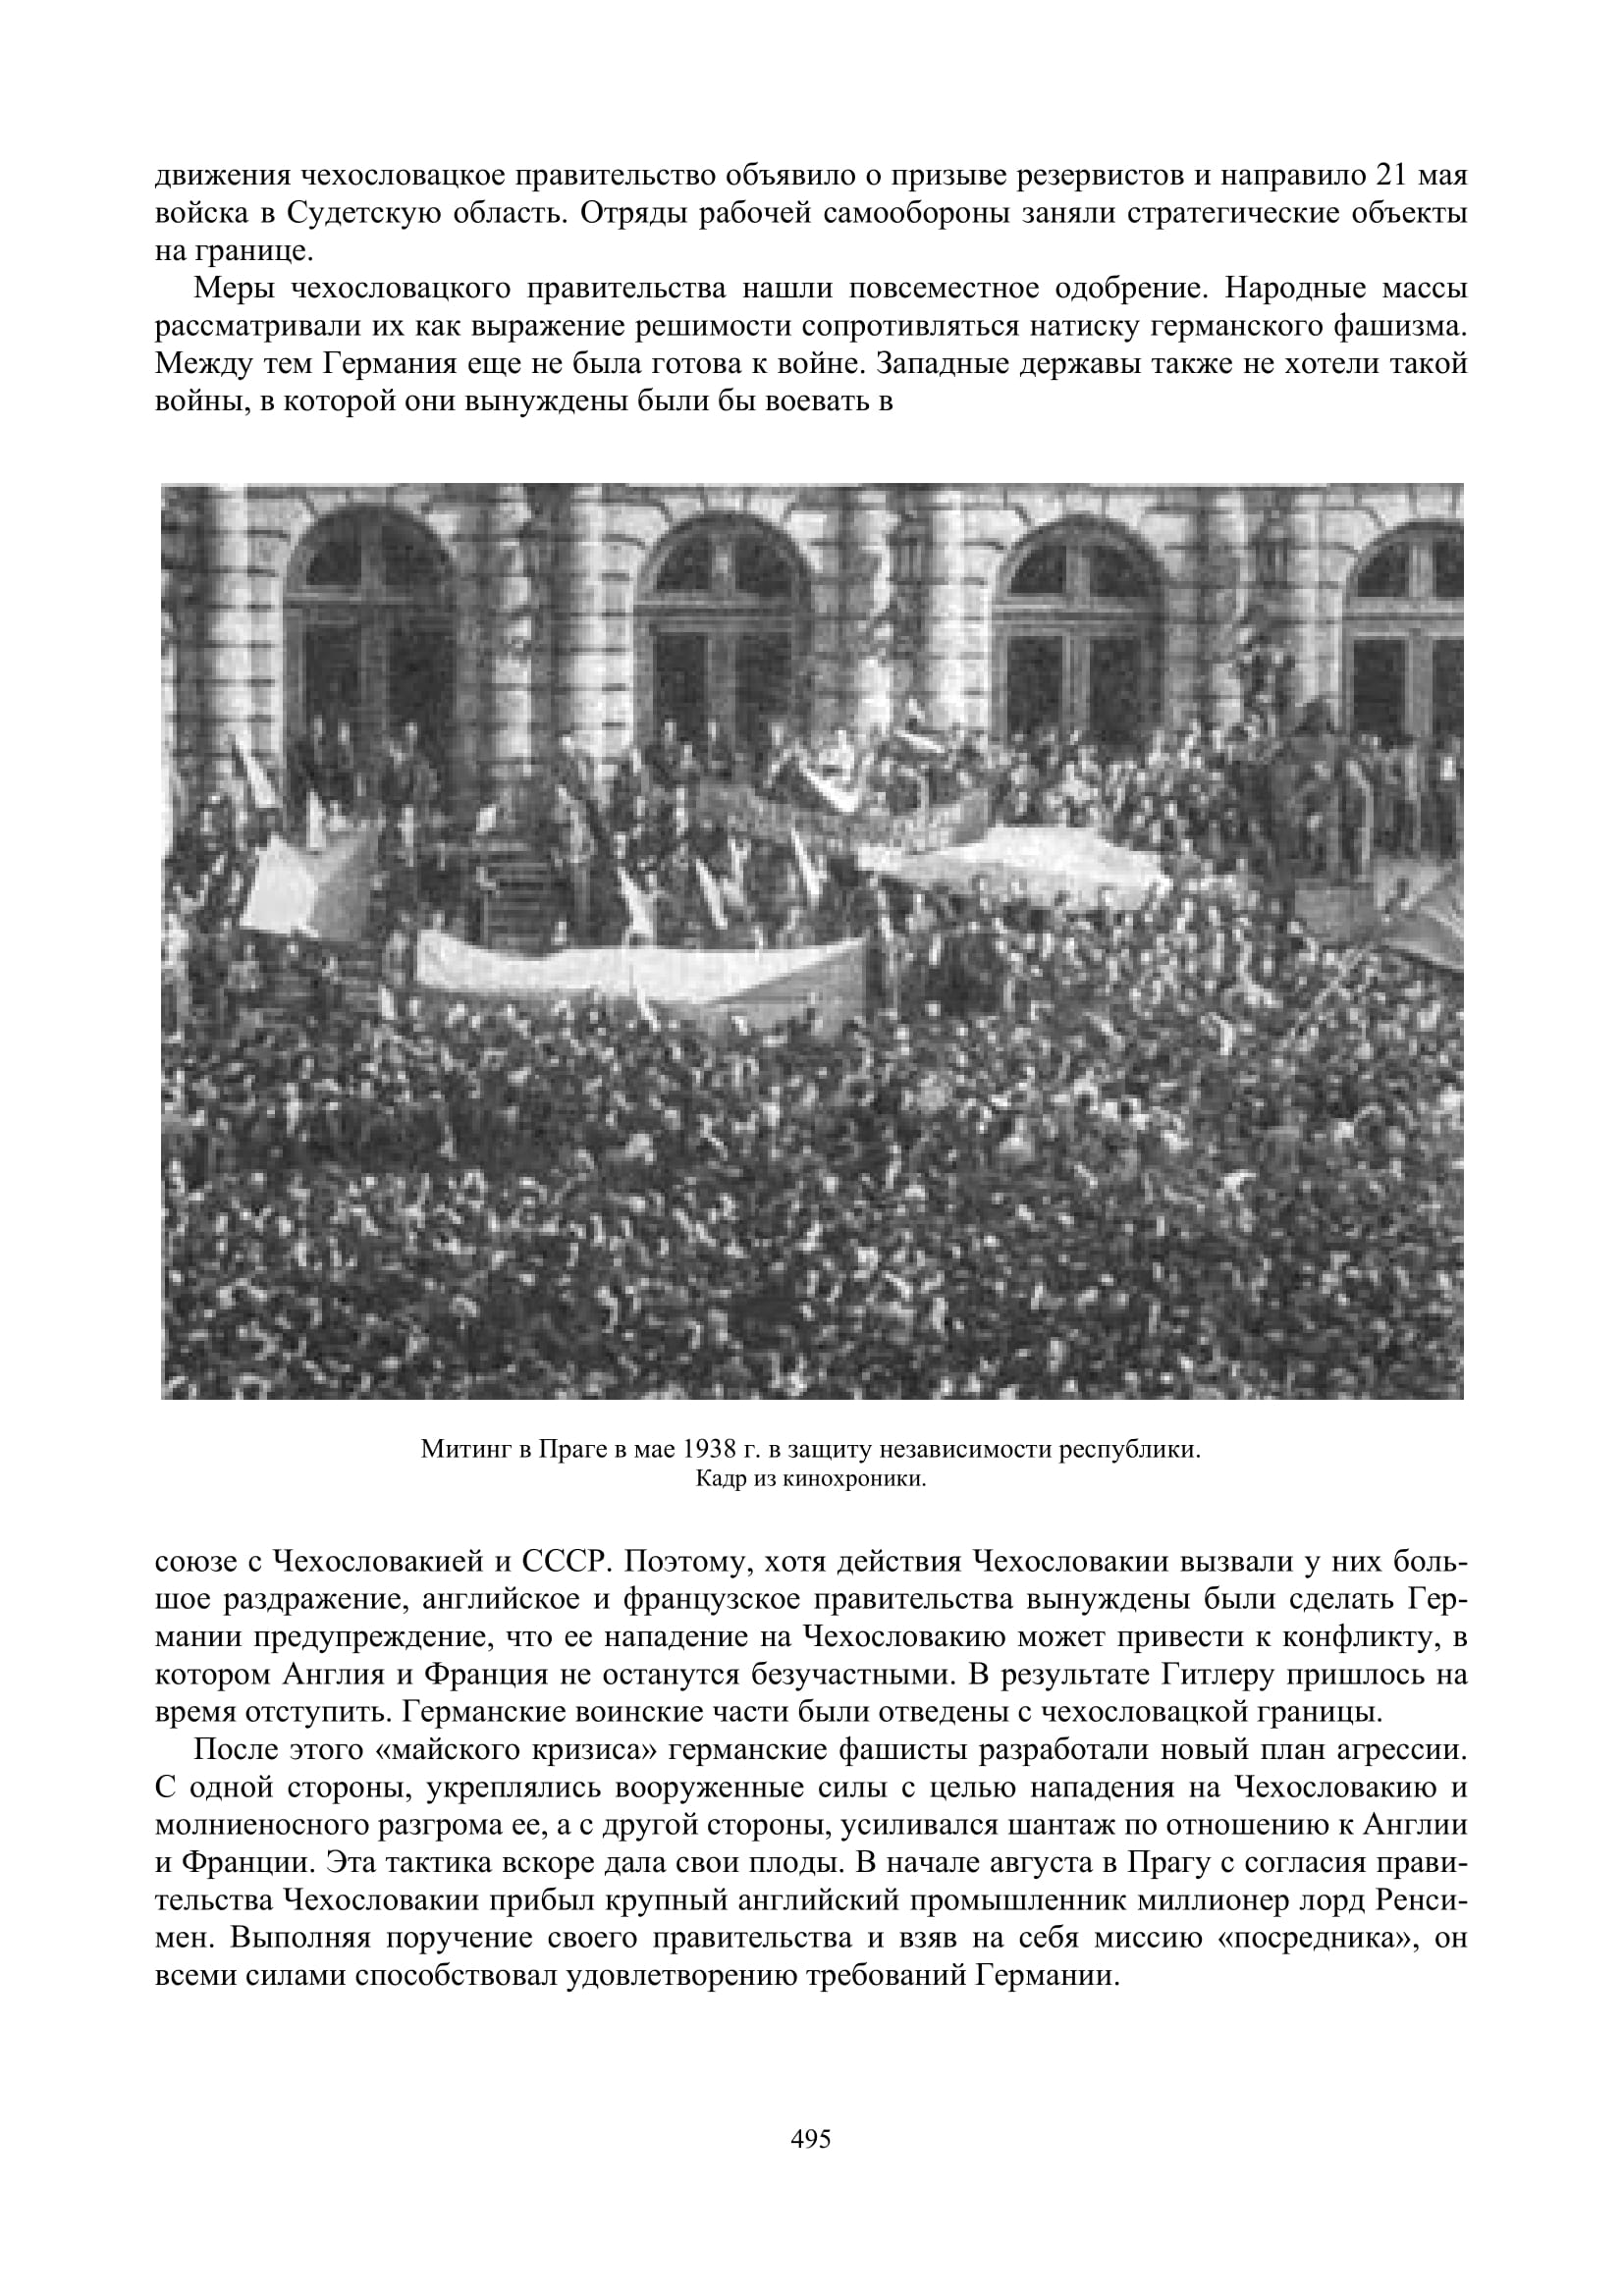 движения чехословацкое правительство объявило о призыве резервистов и направило 21 мая
войска в Судетскую область. Отряды рабочей самообороны заняли стратегические объекты
на границе.
Меры чехословацкого правительства нашли повсеместное одобрение. Народные массы
рассматривали их как выражение решимости сопротивляться натиску германского фашизма.
Между тем Германия еще не была готова к войне. Западные державы также не хотели такой
войны, в которой они вынуждены были бы воевать в
Митинг в Праге в мае 1938 г. в защиту независимости республики.
Кадр из кинохроники.
союзе с Чехословакией и СССР. Поэтому, хотя действия Чехословакии вызвали у них боль-
шое раздражение, английское и французское правительства вынуждены были сделать Гер-
мании предупреждение, что ее нападение на Чехословакию может привести к конфликту, в
котором Англия и Франция не останутся безучастными. В результате Гитлеру пришлось на
время отступить. Германские воинские части были отведены с чехословацкой границы.
После этого «майского кризиса» германские фашисты разработали новый план агрессии.
С одной стороны, укреплялись вооруженные силы с целью нападения на Чехословакию и
молниеносного разгрома ее, а с другой стороны, усиливался шантаж по отношению к Англии
и Франции. Эта тактика вскоре дала свои плоды. В начале августа в Прагу с согласия прави-
тельства Чехословакии прибыл крупный английский промышленник миллионер лорд Ренси-
мен. Выполняя поручение своего правительства и взяв на себя миссию «посредника», он
всеми силами способствовал удовлетворению требований Германии.
495